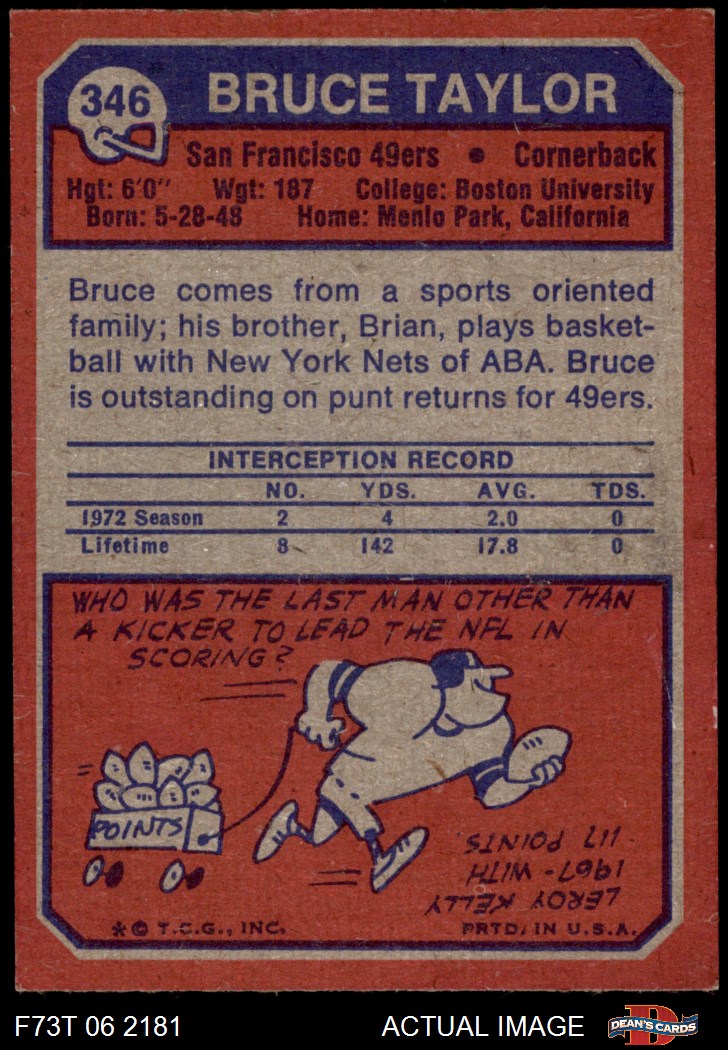 346
BRUCE TAYLOR
San Francisco 49ers • Cornerback
Hgt: 6'0" Wgt: 187 College: Boston University
Born: 5-28-48 Home: Menlo Park, California
Bruce comes from a sports oriented
family; his brother, Brian, plays basket-
ball with New York Nets of ABA. Bruce
is outstanding on punt returns for 49ers.
INTERCEPTION RECORD
NO. YDS. AVG. TDS.
1972 Season 2 4 2.0 0
Lifetime 8 142 17.8 0
WHO WAS THE LAST MAN OTHER THAN
A KICKER TO LEAD THE NFL IN
SCORING?
POINTS
LEROY KELLY
1967 - WITH
117 POINTS
* © T.C.G., INC. PRTD. IN U.S.A.
F73T 06 2181 ACTUAL IMAGE D DEAN'S CARDS